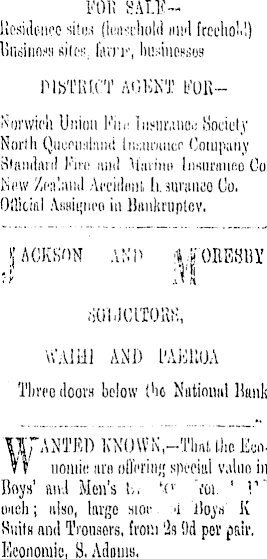 FOR SALE—
Residence sites (leasehold and freehold)
Business sites, farms, businesses
DISTRICT AGENT FOR—
Norwich Union Fire Insurance Society
North Queensland Insurance Company
Standard Fire and Marine Insurance Co
New Zealand Accident Insurance Co.
Official Assignee in Bankruptcy.
JACKSON AND MORESBY
SOLICITORS,
WAIHI AND PAEROA
Three doors below the National Bank
WANTED KNOWN,—That the Eco-
nomic are offering special value in
Boys' and Men's
each; also, large Boys' K
Suits and Trousers, from 2s 9d per pair.
Economic, S. Adams.